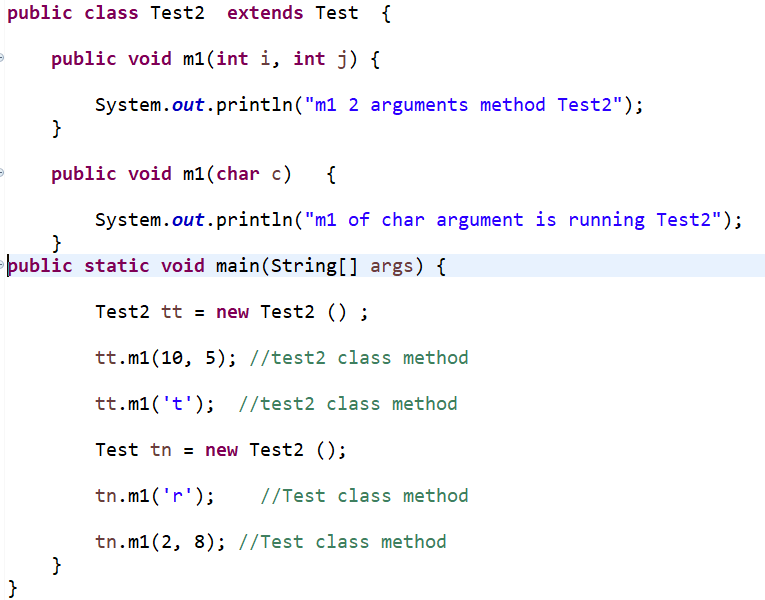 public class Test2  extends Test  {
public void m1(int i, int j) {
System.out.println("m1 2 arguments method Test2");
}
public void m1(char c)   {
System.out.println("m1 of char argument is running Test2");
}
public static void main(String[] args) {
Test2 tt = new Test2 () ;
tt.m1(10, 5); //test2 class method
tt.m1('t');  //test2 class method
Test tn = new Test2 ();
tn.m1('r');    //Test class method
tn.m1(2, 8); //Test class method
}
}